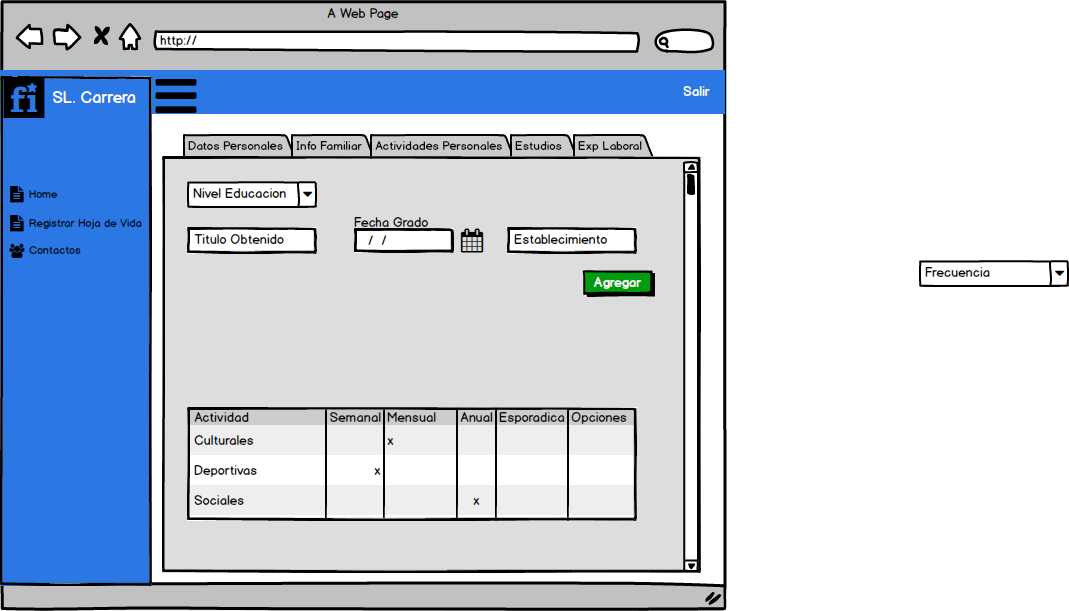 A Web Page
http://
fi SL. Carrera
Salir
Datos Personales Info Familiar Actividades Personales Estudios Exp Laboral
Home
Registrar Hoja de Vida
Contactos
Nivel Educacion
Fecha Grado
Titulo Obtenido / / Establecimiento
Agregar
Frecuencia
Actividad Semanal Mensual Anual Esporadica Opciones
Culturales x
Deportivas x
Sociales x